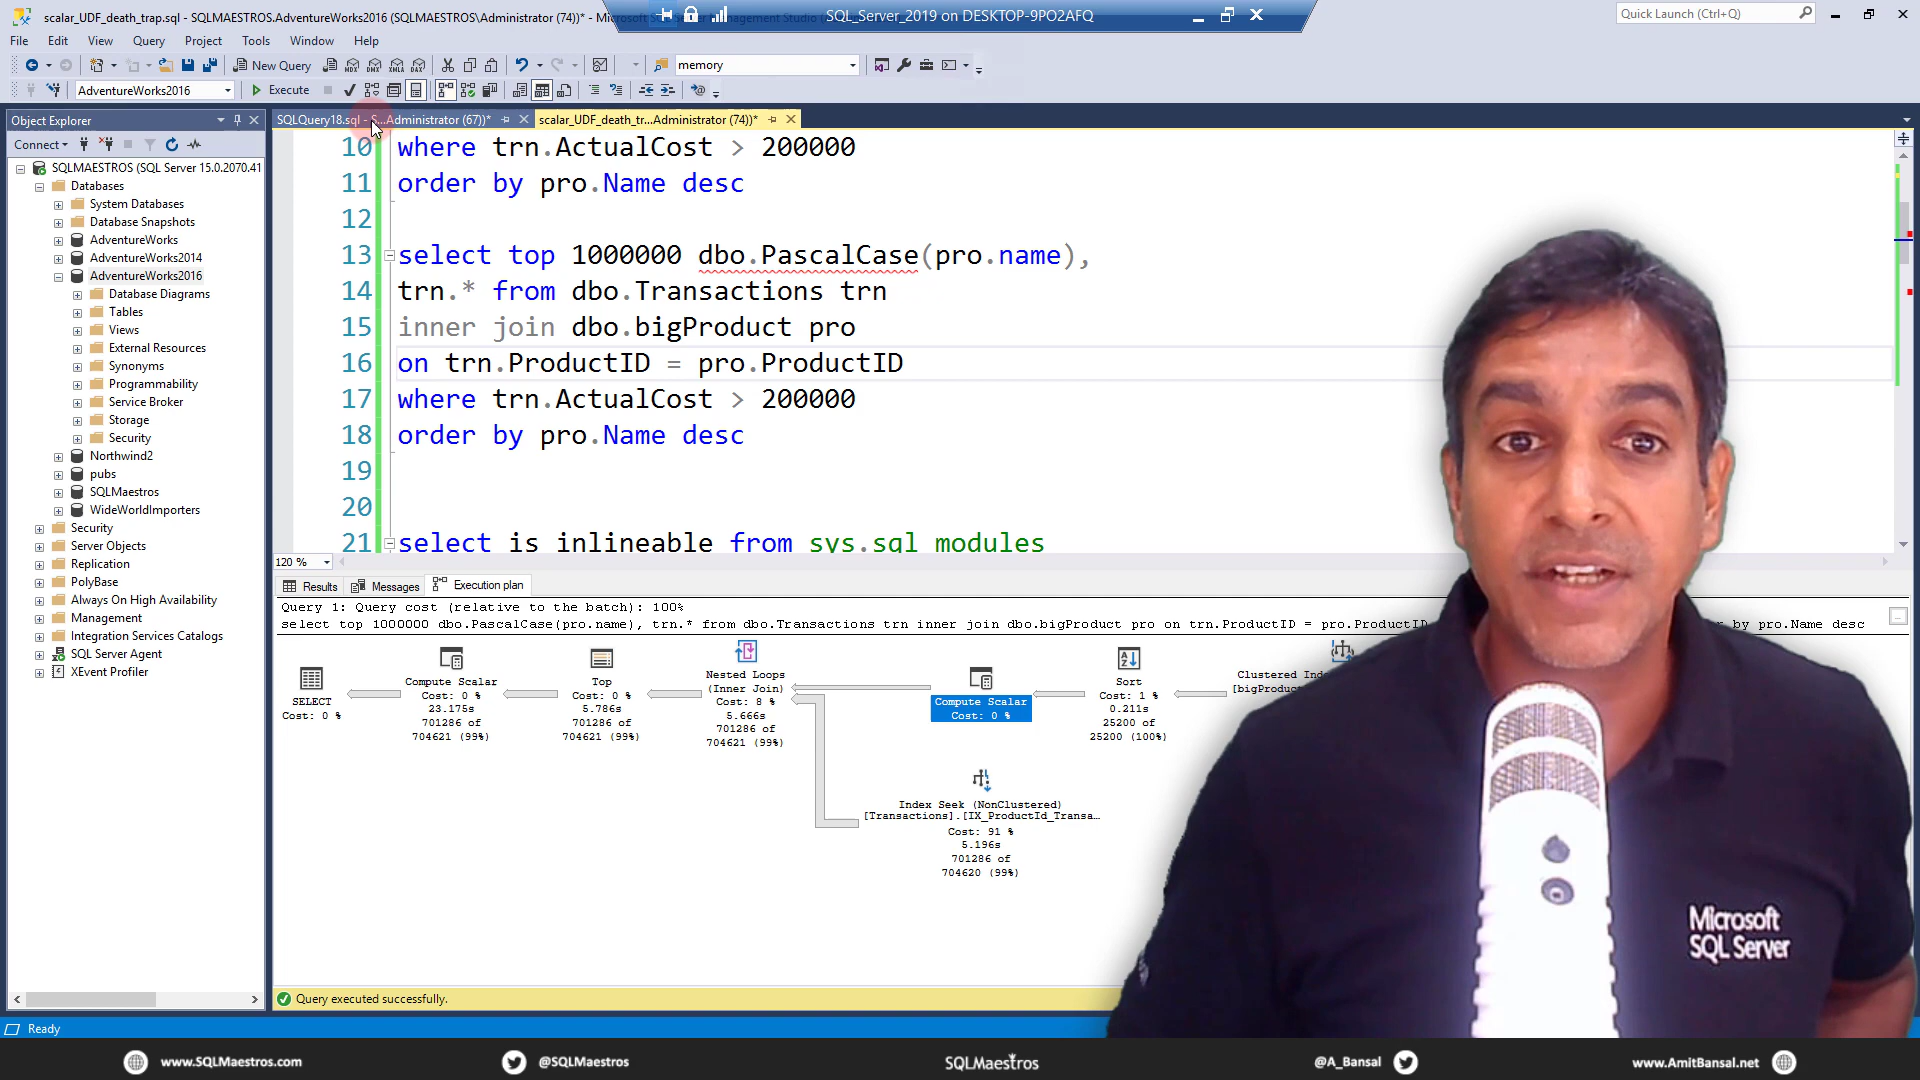 scalar_UDF_death_trap.sql - SQLMAESTROS.AdventureWorks2016 (SQLMAESTROS\Administrator (74))* - Microsoft SQL Server Management Studio
SQL_Server_2019 on DESKTOP-9PO2AFQ
Quick Launch (Ctrl+Q)
File Edit View Query Project Tools Window Help
New Query
MDX DMX XMLA DAX
memory
AdventureWorks2016
Execute
Object Explorer
SQLQuery18.sql - S...Administrator (67))*
scalar_UDF_death_tr...Administrator (74))*
Connect
SQLMAESTROS (SQL Server 15.0.2070.41
Databases
System Databases
Database Snapshots
AdventureWorks
AdventureWorks2014
AdventureWorks2016
Database Diagrams
Tables
Views
External Resources
Synonyms
Programmability
Service Broker
Storage
Security
Northwind2
pubs
SQLMaestros
WideWorldImporters
Security
Server Objects
Replication
PolyBase
Always On High Availability
Management
Integration Services Catalogs
SQL Server Agent
XEvent Profiler
10 where trn.ActualCost > 200000
11 order by pro.Name desc
12
13 select top 1000000 dbo.PascalCase(pro.name),
14 trn.* from dbo.Transactions trn
15 inner join dbo.bigProduct pro
16 on trn.ProductID = pro.ProductID
17 where trn.ActualCost > 200000
18 order by pro.Name desc
19
20
21 select is_inlineable from sys.sql_modules
120 %
Results Messages Execution plan
Query 1: Query cost (relative to the batch): 100%
select top 1000000 dbo.PascalCase(pro.name), trn.* from dbo.Transactions trn inner join dbo.bigProduct pro on trn.ProductID = pro.ProductID
by pro.Name desc
SELECT
Cost: 0 %
Compute Scalar
Cost: 0 %
23.175s
701286 of
704621 (99%)
Top
Cost: 0 %
5.786s
701286 of
704621 (99%)
Nested Loops
(Inner Join)
Cost: 8 %
5.666s
701286 of
704621 (99%)
Compute Scalar
Cost: 0 %
Sort
Cost: 1 %
0.211s
25200 of
25200 (100%)
Clustered Ind
[bigProduc
Index Seek (NonClustered)
[Transactions].[IX_ProductId_Transa...
Cost: 91 %
5.196s
701286 of
704620 (99%)
Microsoft
SQL Server
Query executed successfully.
Ready
www.SQLMaestros.com
@SQLMaestros
SQLMaestros
@A_Bansal
www.AmitBansal.net